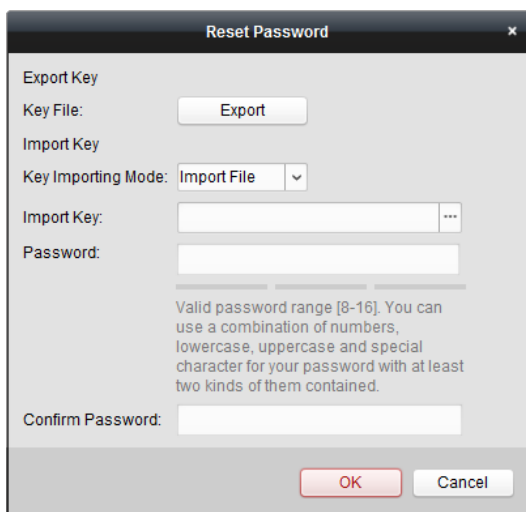 Reset Password ×
Export Key
Key File: Export
Import Key
Key Importing Mode: Import File
Import Key: ...
Password:
Valid password range [8-16]. You can
use a combination of numbers,
lowercase, uppercase and special
character for your password with at least
two kinds of them contained.
Confirm Password:
OK Cancel